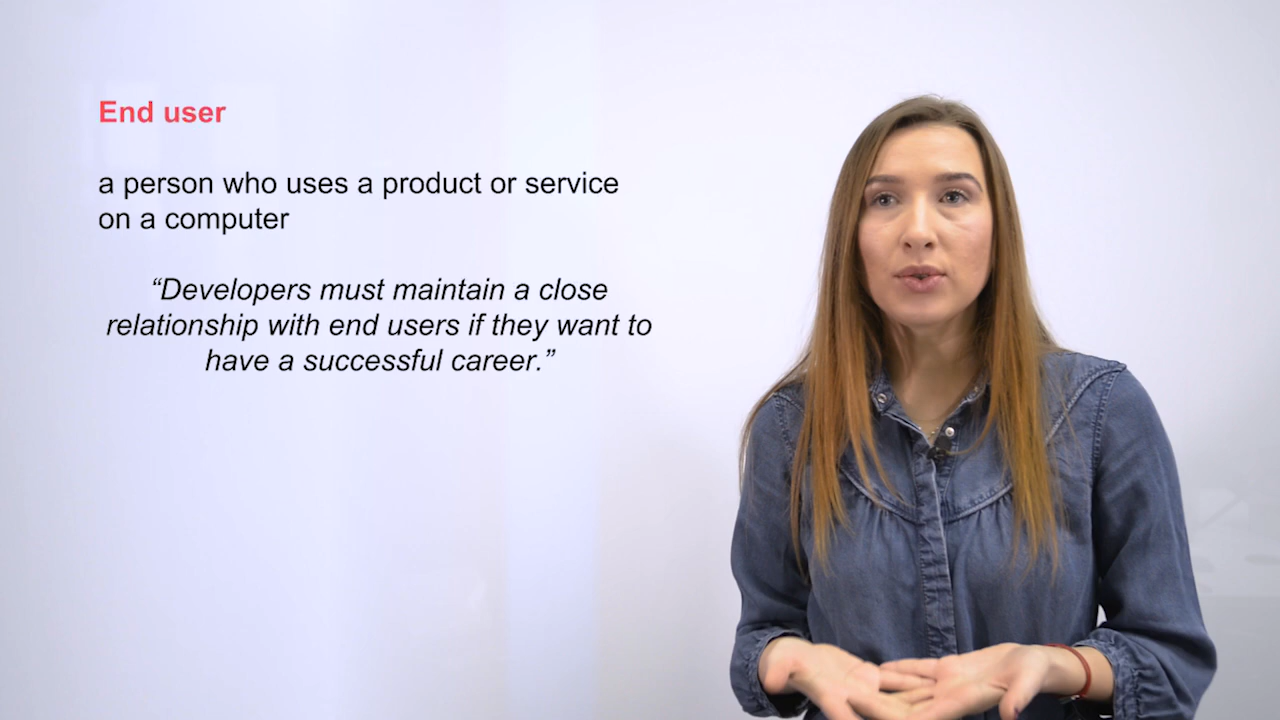 End user
a person who uses a product or service
on a computer
“Developers must maintain a close
relationship with end users if they want to
have a successful career.”